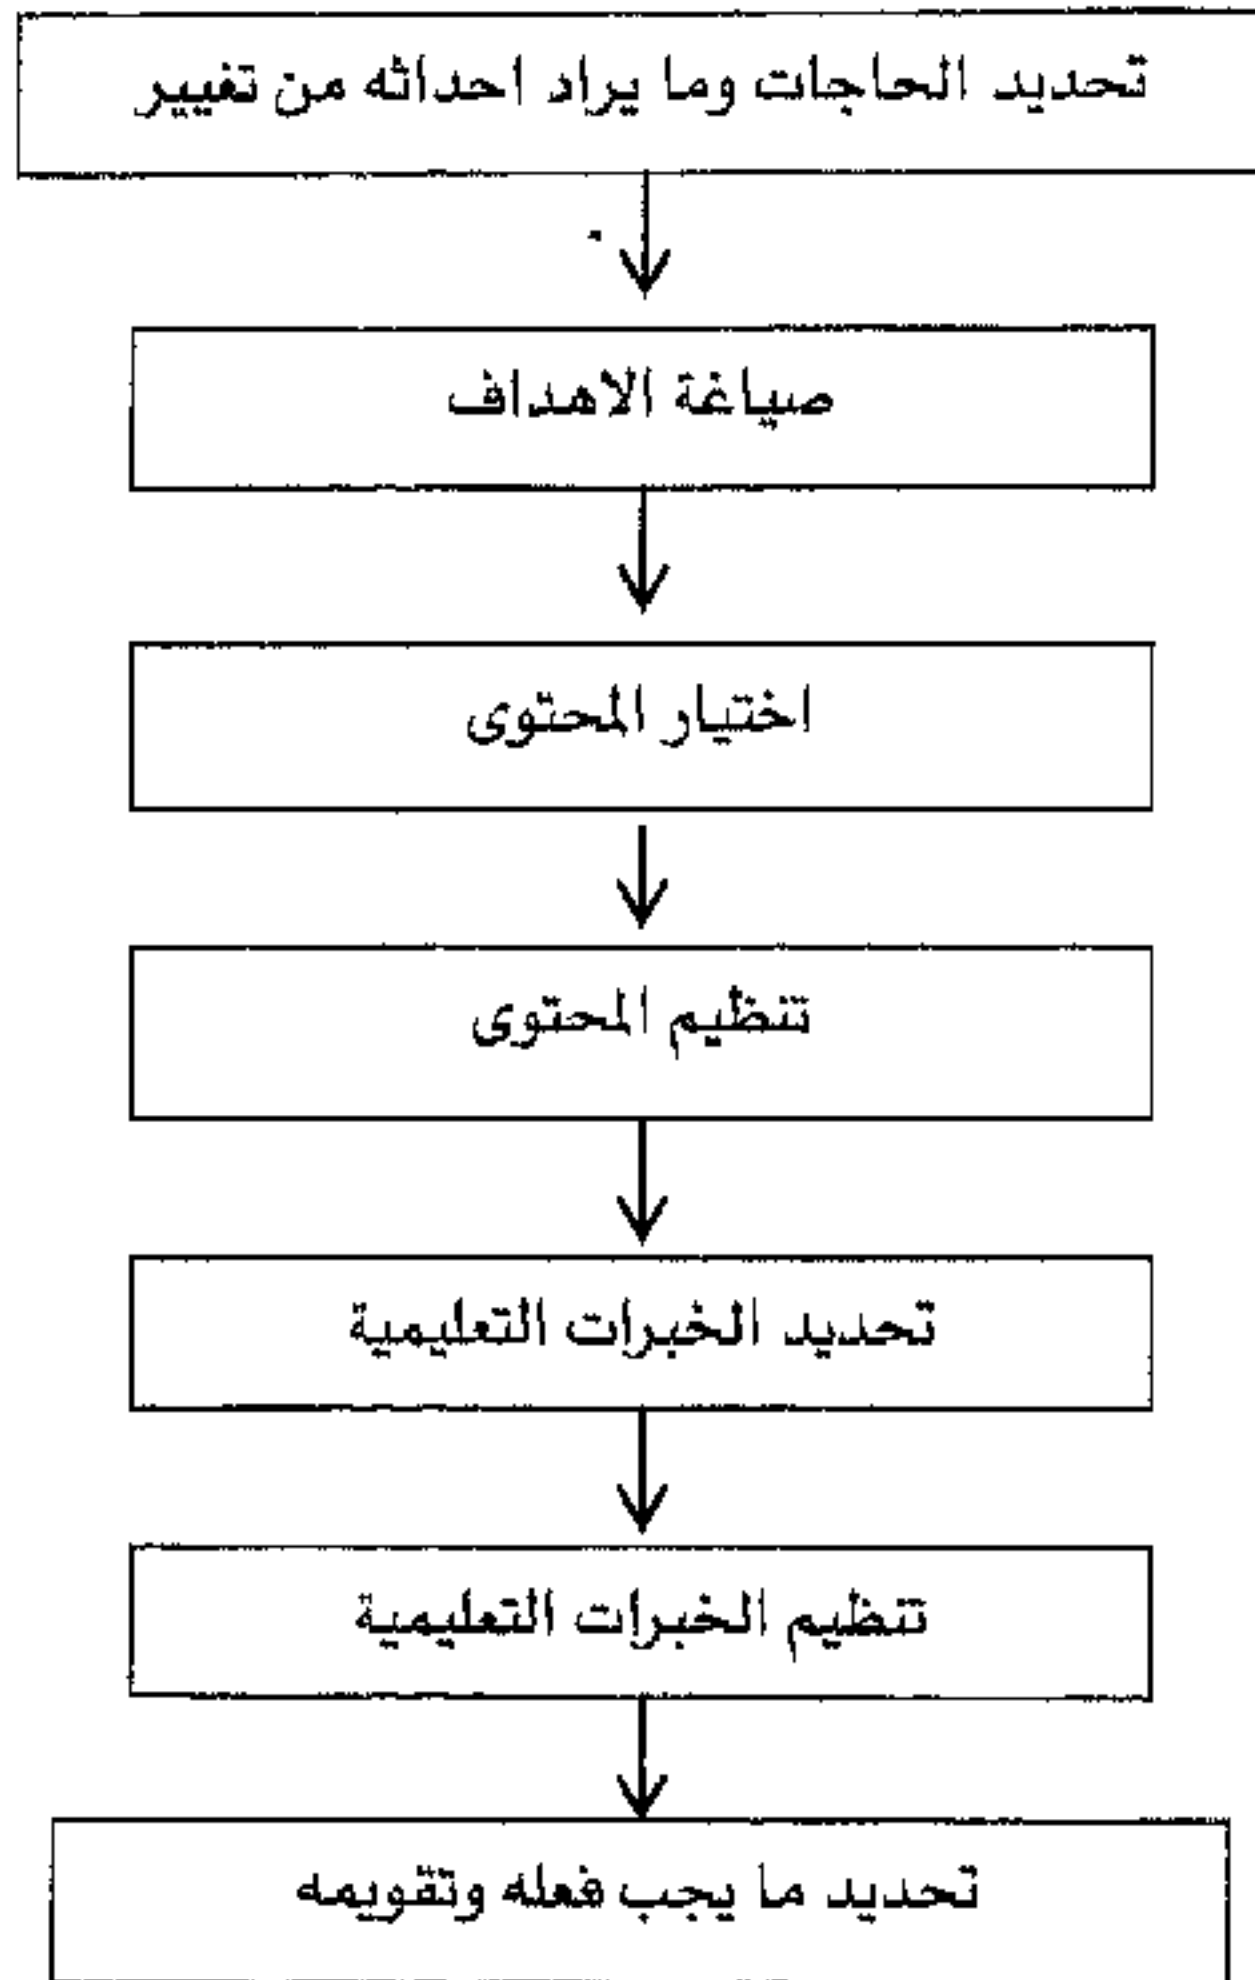 تحديد الحاجات وما يراد احداثه من تغيير
صياغة الاهداف
اختيار المحتوى
تنظيم المحتوى
تحديد الخبرات التعليمية
تنظيم الخبرات التعليمية
تحديد ما يجب فعله وتقويمه